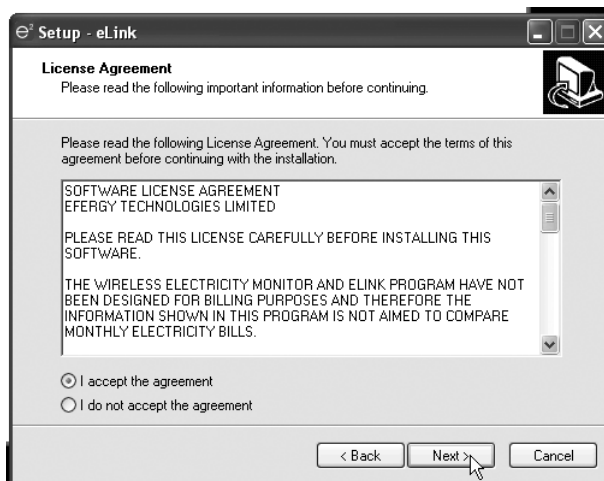 e² Setup - eLink
License Agreement
Please read the following important information before continuing.
Please read the following License Agreement. You must accept the terms of this
agreement before continuing with the installation.
SOFTWARE LICENSE AGREEMENT
EFERGY TECHNOLOGIES LIMITED
PLEASE READ THIS LICENSE CAREFULLY BEFORE INSTALLING THIS
SOFTWARE.
THE WIRELESS ELECTRICITY MONITOR AND ELINK PROGRAM HAVE NOT
BEEN DESIGNED FOR BILLING PURPOSES AND THEREFORE THE
INFORMATION SHOWN IN THIS PROGRAM IS NOT AIMED TO COMPARE
MONTHLY ELECTRICITY BILLS.
I accept the agreement
I do not accept the agreement
< Back Next > Cancel